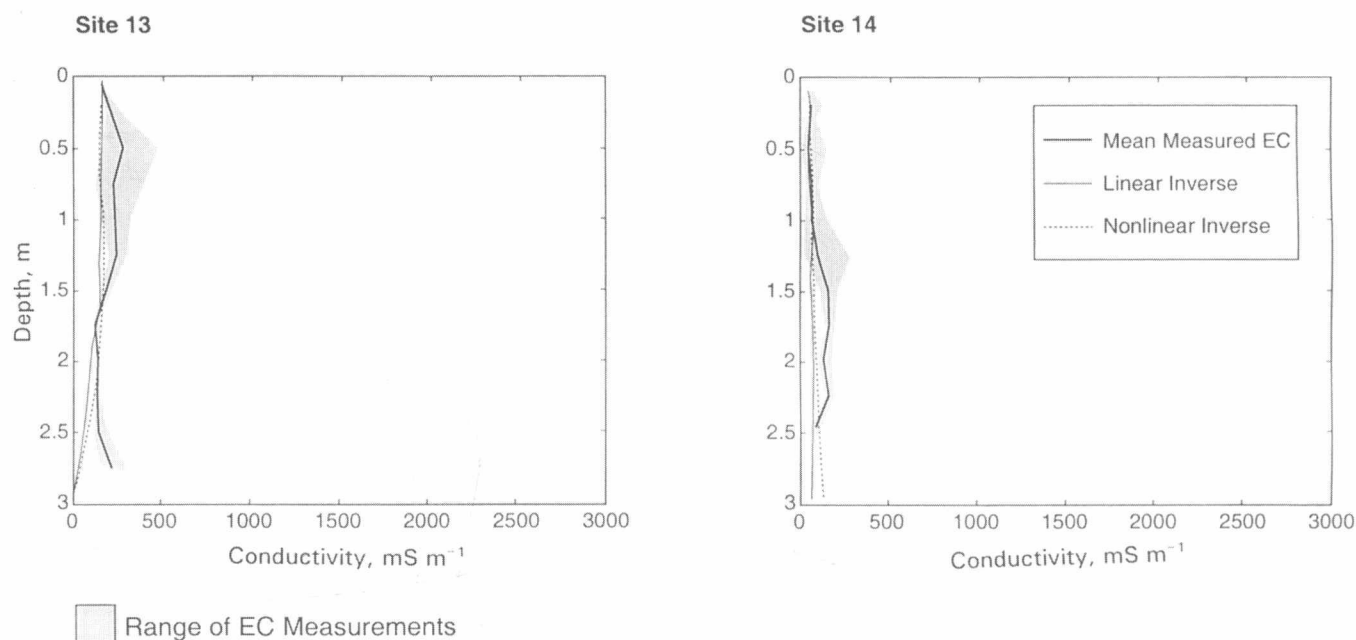 Site 13
0
0.5
1
1.5
2
2.5
3
Depth, m
0 500 1000 1500 2000 2500 3000
Conductivity, mS m⁻¹
Site 14
0
0.5
1
1.5
2
2.5
3
0 500 1000 1500 2000 2500 3000
Conductivity, mS m⁻¹
Mean Measured EC
Linear Inverse
Nonlinear Inverse
Range of EC Measurements